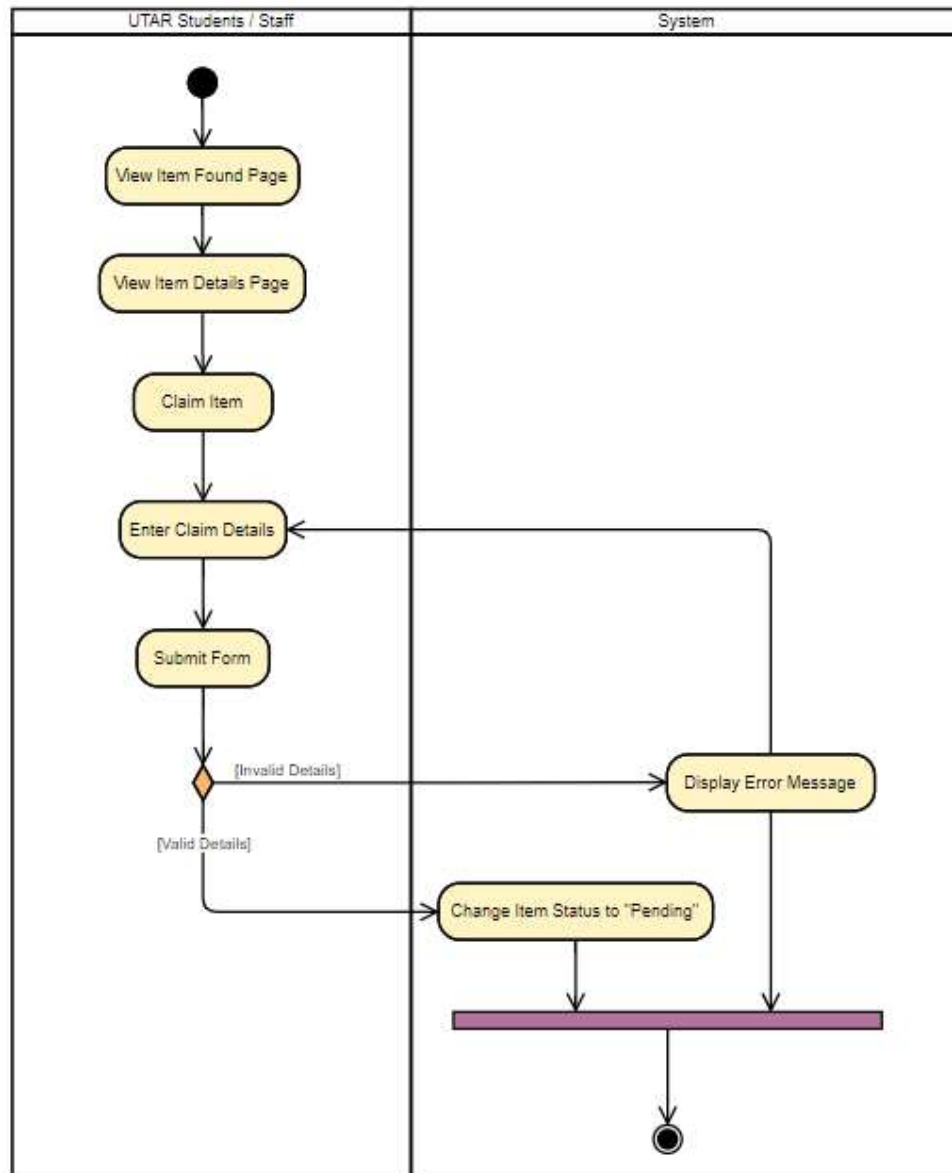 UTAR Students / Staff
System
View Item Found Page
View Item Details Page
Claim Item
Enter Claim Details
Submit Form
[Invalid Details]
Display Error Message
[Valid Details]
Change Item Status to "Pending"